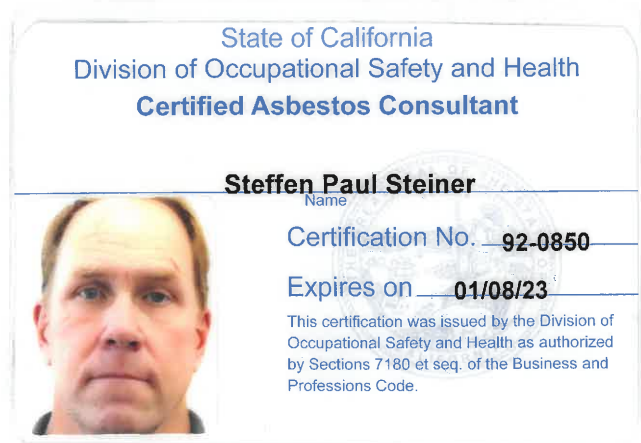 State of California
Division of Occupational Safety and Health
Certified Asbestos Consultant
Steffen Paul Steiner
Name
Certification No. 92-0850
Expires on 01/08/23
This certification was issued by the Division of
Occupational Safety and Health as authorized
by Sections 7180 et seq. of the Business and
Professions Code.